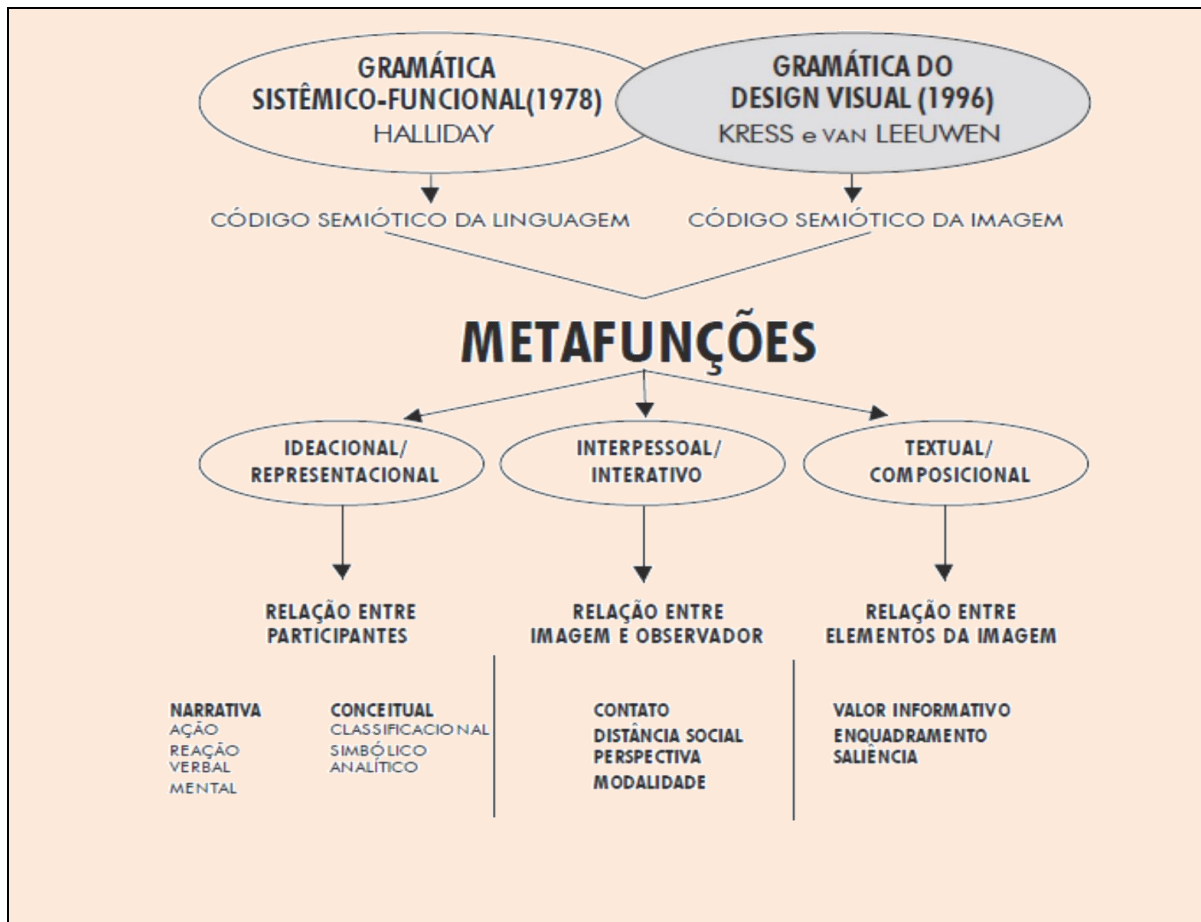 GRAMÁTICA
SISTÊMICO-FUNCIONAL(1978)
HALLIDAY
GRAMÁTICA DO
DESIGN VISUAL (1996)
KRESS e VAN LEEUWEN
CÓDIGO SEMIÓTICO DA LINGUAGEM
CÓDIGO SEMIÓTICO DA IMAGEM
METAFUNÇÕES
IDEACIONAL/
REPRESENTACIONAL
INTERPESSOAL/
INTERATIVO
TEXTUAL/
COMPOSICIONAL
RELAÇÃO ENTRE
PARTICIPANTES
RELAÇÃO ENTRE
IMAGEM E OBSERVADOR
RELAÇÃO ENTRE
ELEMENTOS DA IMAGEM
NARRATIVA
AÇÃO
REAÇÃO
VERBAL
MENTAL
CONCEITUAL
CLASSIFICACIONAL
SIMBÓLICO
ANALÍTICO
CONTATO
DISTÂNCIA SOCIAL
PERSPECTIVA
MODALIDADE
VALOR INFORMATIVO
ENQUADRAMENTO
SALIÊNCIA